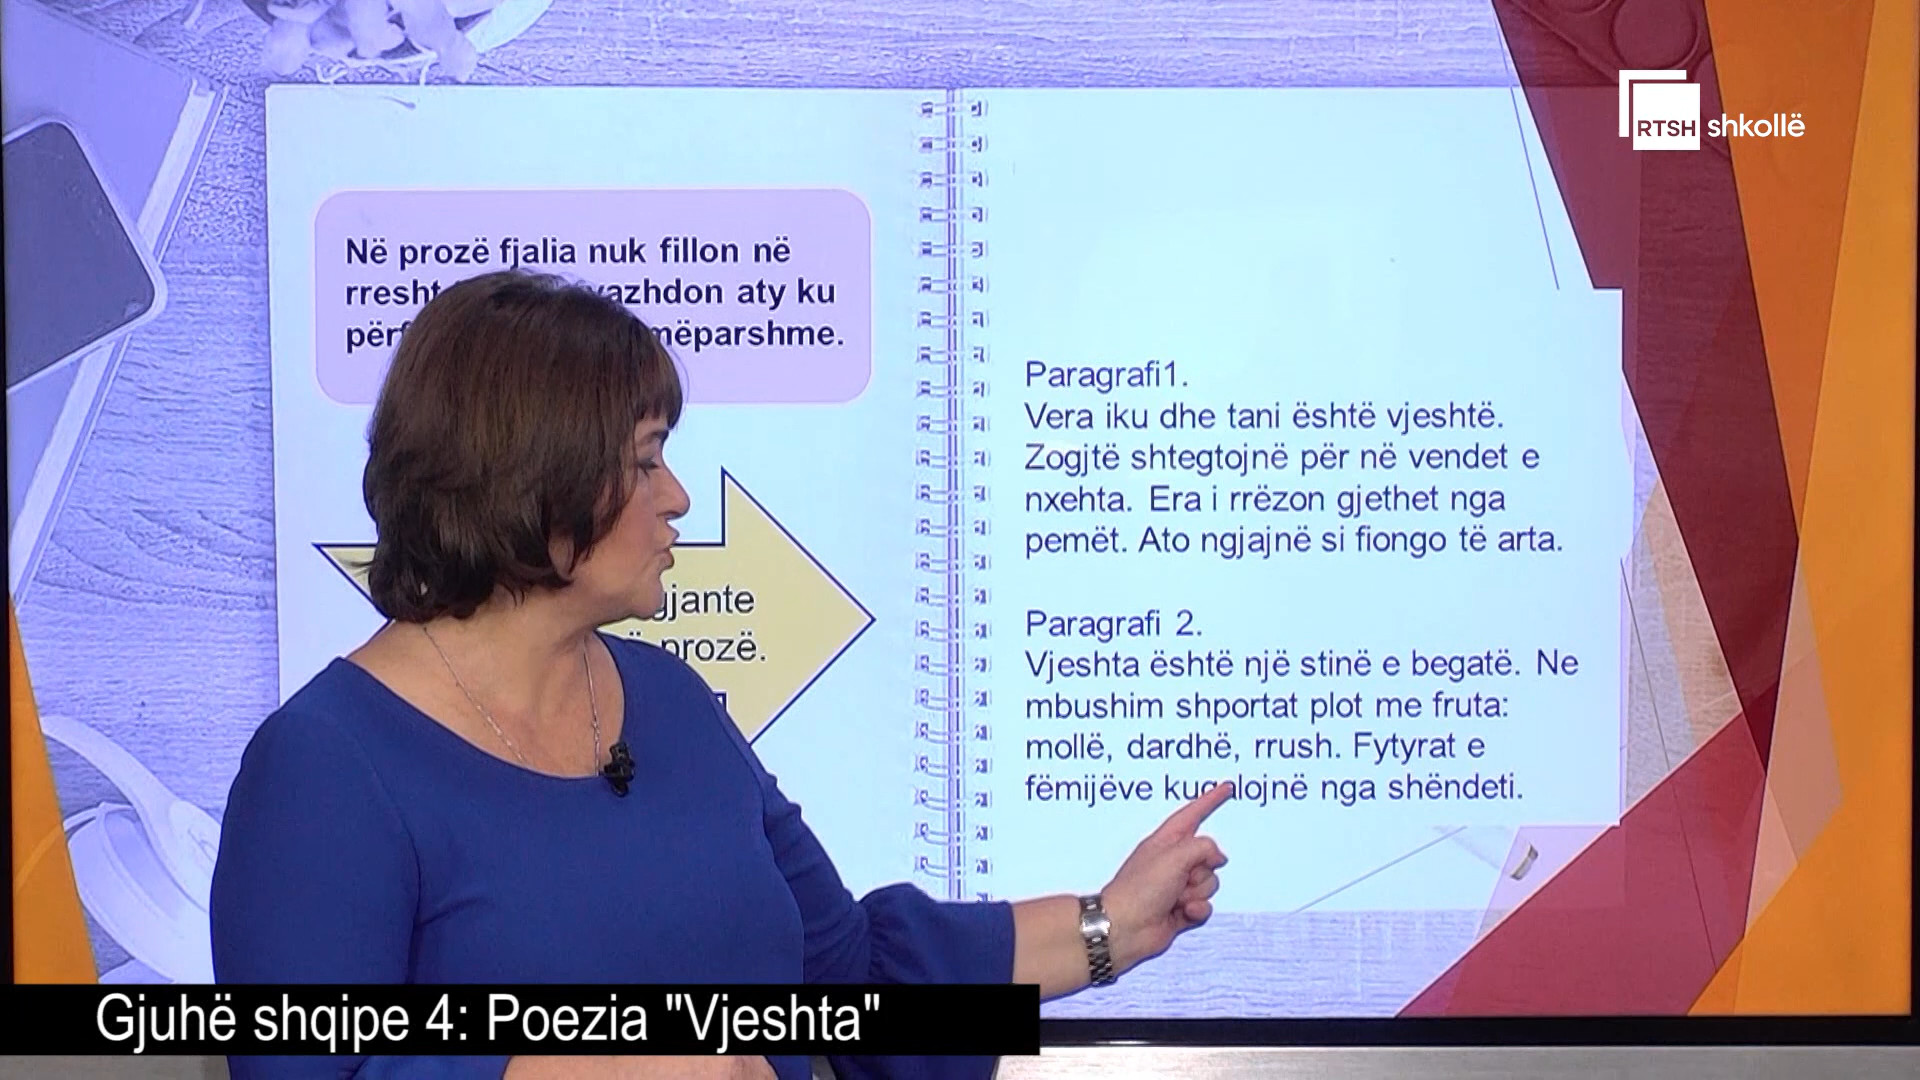 RTSH shkollë
Në prozë fjalia nuk fillon në
rresht vazhdon aty ku
mëparshme.
prozë.
Paragrafi1.
Vera iku dhe tani është vjeshtë.
Zogjtë shtegtojnë për në vendet e
nxehta. Era i rrëzon gjethet nga
pemët. Ato ngjajnë si fiongo të arta.
Paragrafi 2.
Vjeshta është një stinë e begatë. Ne
mbushim shportat plot me fruta:
mollë, dardhë, rrush. Fytyrat e
fëmijëve kuqalojnë nga shëndeti.
Gjuhë shqipe 4: Poezia "Vjeshta"